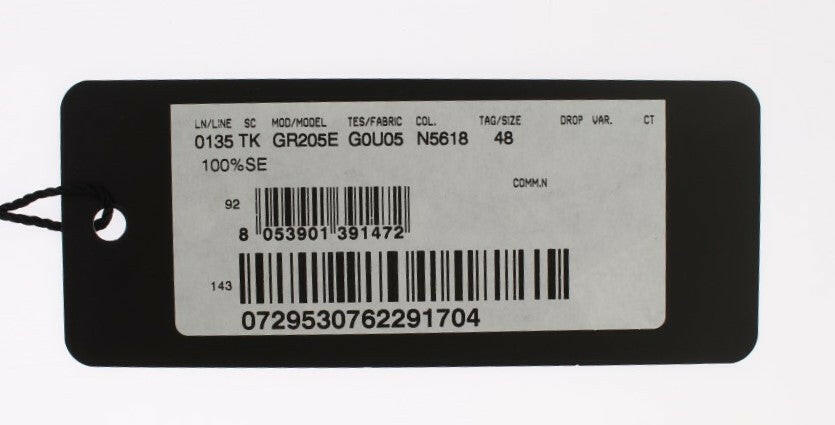 LN/LINE SC MOD/MODEL TES/FABRIC COL. TAG/SIZE DROP VAR. CT
0135 TK GR205E G0U05 N5618 48
100%SE
COMM.N
92
8 053901 391472
143
0729530762291704